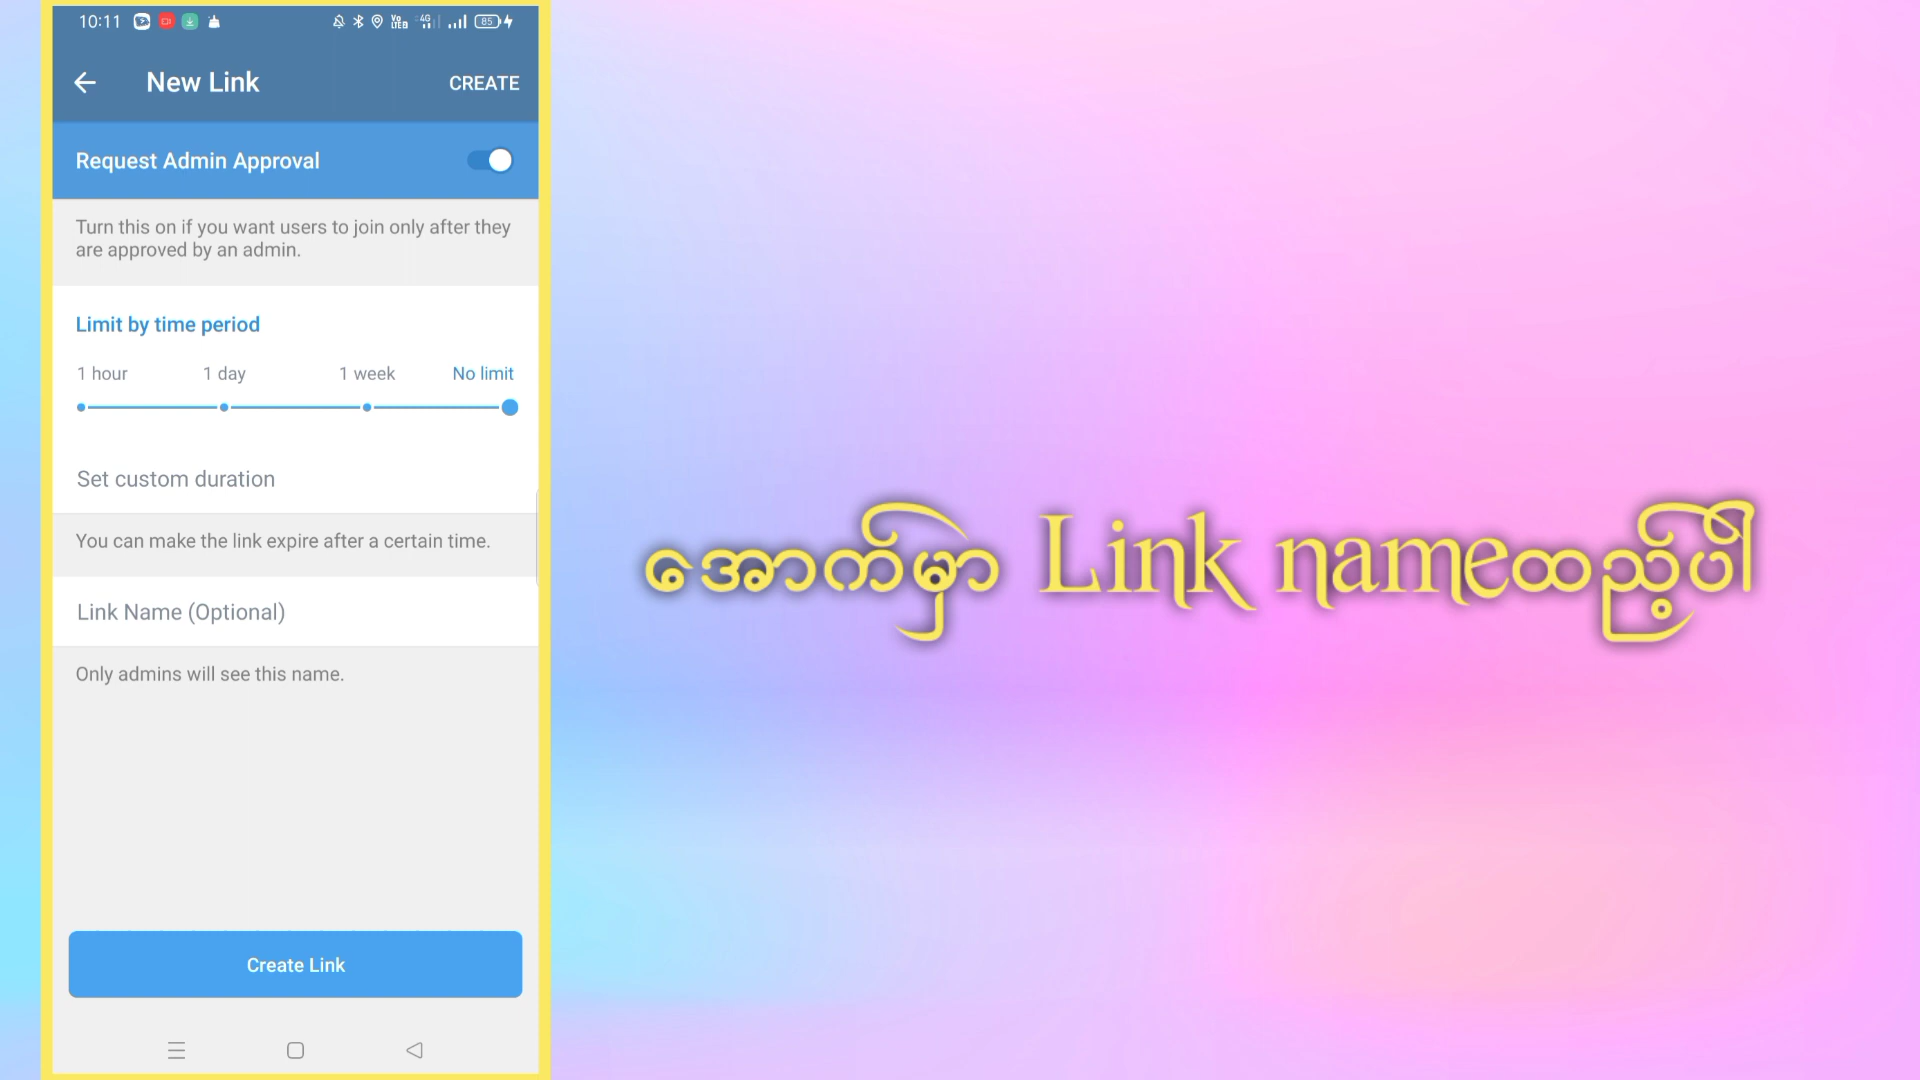 10:11
85
New Link
CREATE
Request Admin Approval
Turn this on if you want users to join only after they
are approved by an admin.
Limit by time period
1 hour 1 day 1 week No limit
Set custom duration
You can make the link expire after a certain time.
Link Name (Optional)
Only admins will see this name.
Create Link
အောက်မှာ Link nameထည့်ပါ